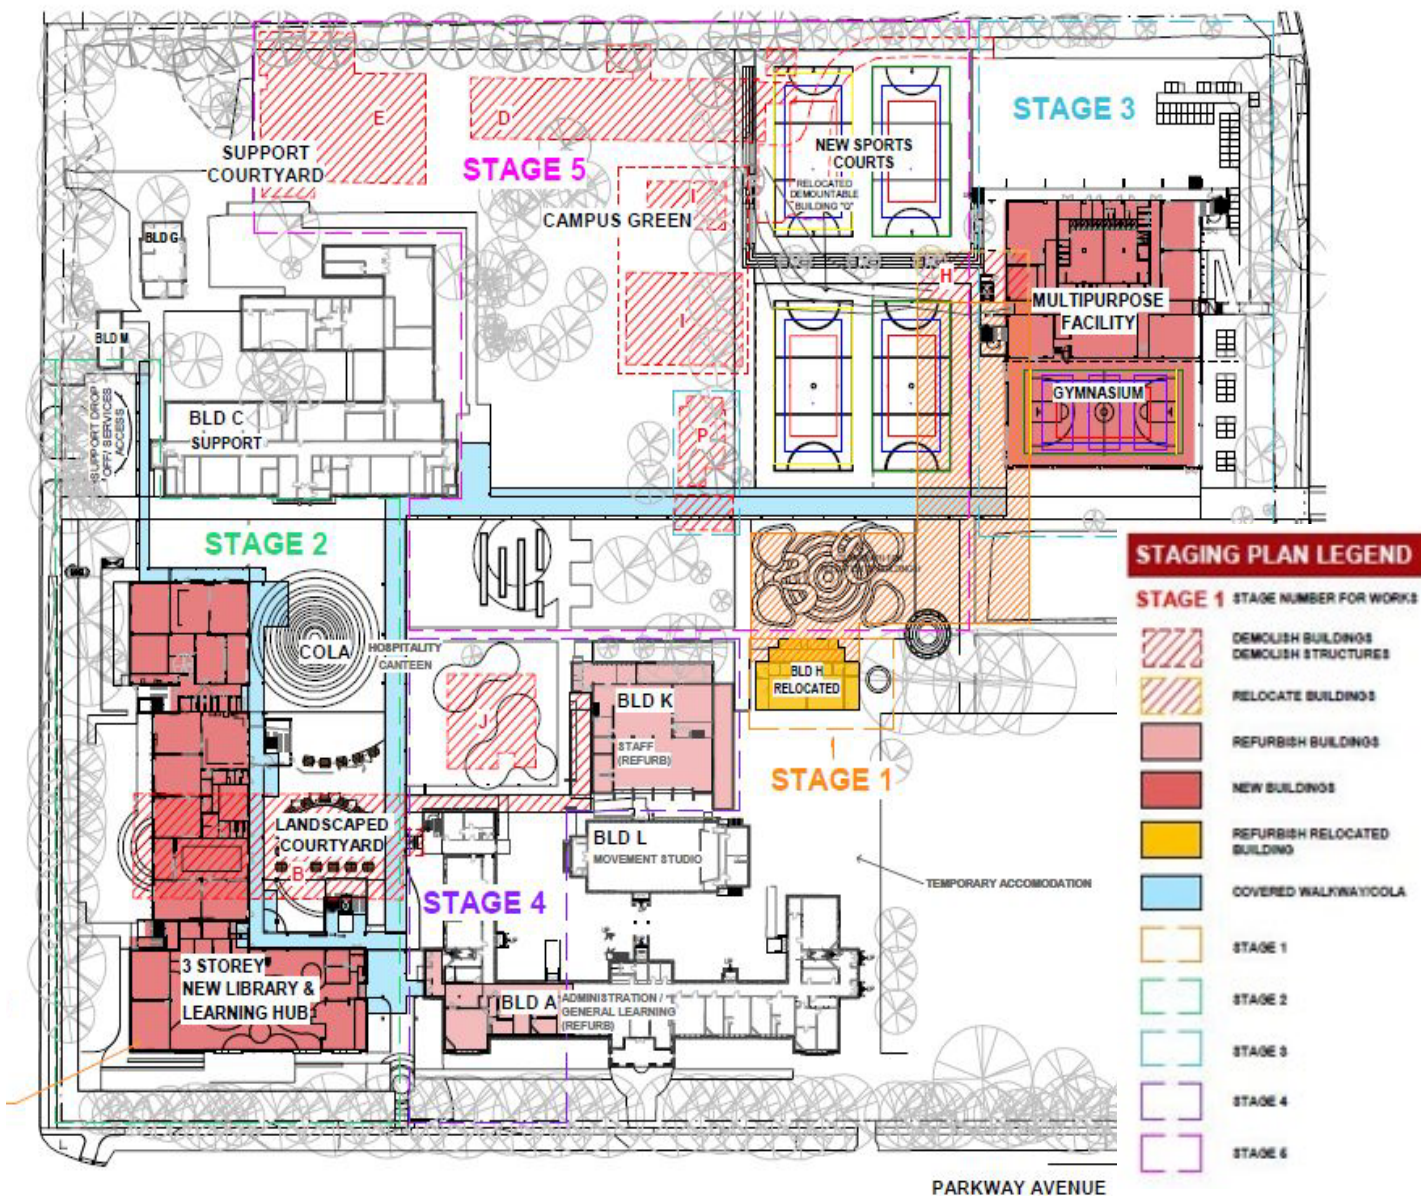 STAGE 3
E
D
SUPPORT
COURTYARD
STAGE 5
NEW SPORTS
COURTS
RELOCATED
DEMOUNTABLE
BUILDING "Q"
I
CAMPUS GREEN
BLD G
H
MULTIPURPOSE
FACILITY
I
BLD M
GYMNASIUM
SUPPORT DROP
OFF/ SERVICES
ACCESS
BLD C
SUPPORT
P
STAGE 2
COLA
HOSPITALITY
CANTEEN
BLD H
RELOCATED
BLD K
J
STAFF
(REFURB)
STAGE 1
LANDSCAPED
COURTYARD
B
BLD L
MOVEMENT STUDIO
TEMPORARY ACCOMODATION
STAGE 4
3 STOREY
NEW LIBRARY &
LEARNING HUB
BLD A
ADMINISTRATION /
GENERAL LEARNING
(REFURB)
PARKWAY AVENUE
STAGING PLAN LEGEND
STAGE 1 STAGE NUMBER FOR WORKS
DEMOLISH BUILDINGS
DEMOLISH STRUCTURES
RELOCATE BUILDINGS
REFURBISH BUILDINGS
NEW BUILDINGS
REFURBISH RELOCATED
BUILDING
COVERED WALKWAY/COLA
STAGE 1
STAGE 2
STAGE 3
STAGE 4
STAGE 5